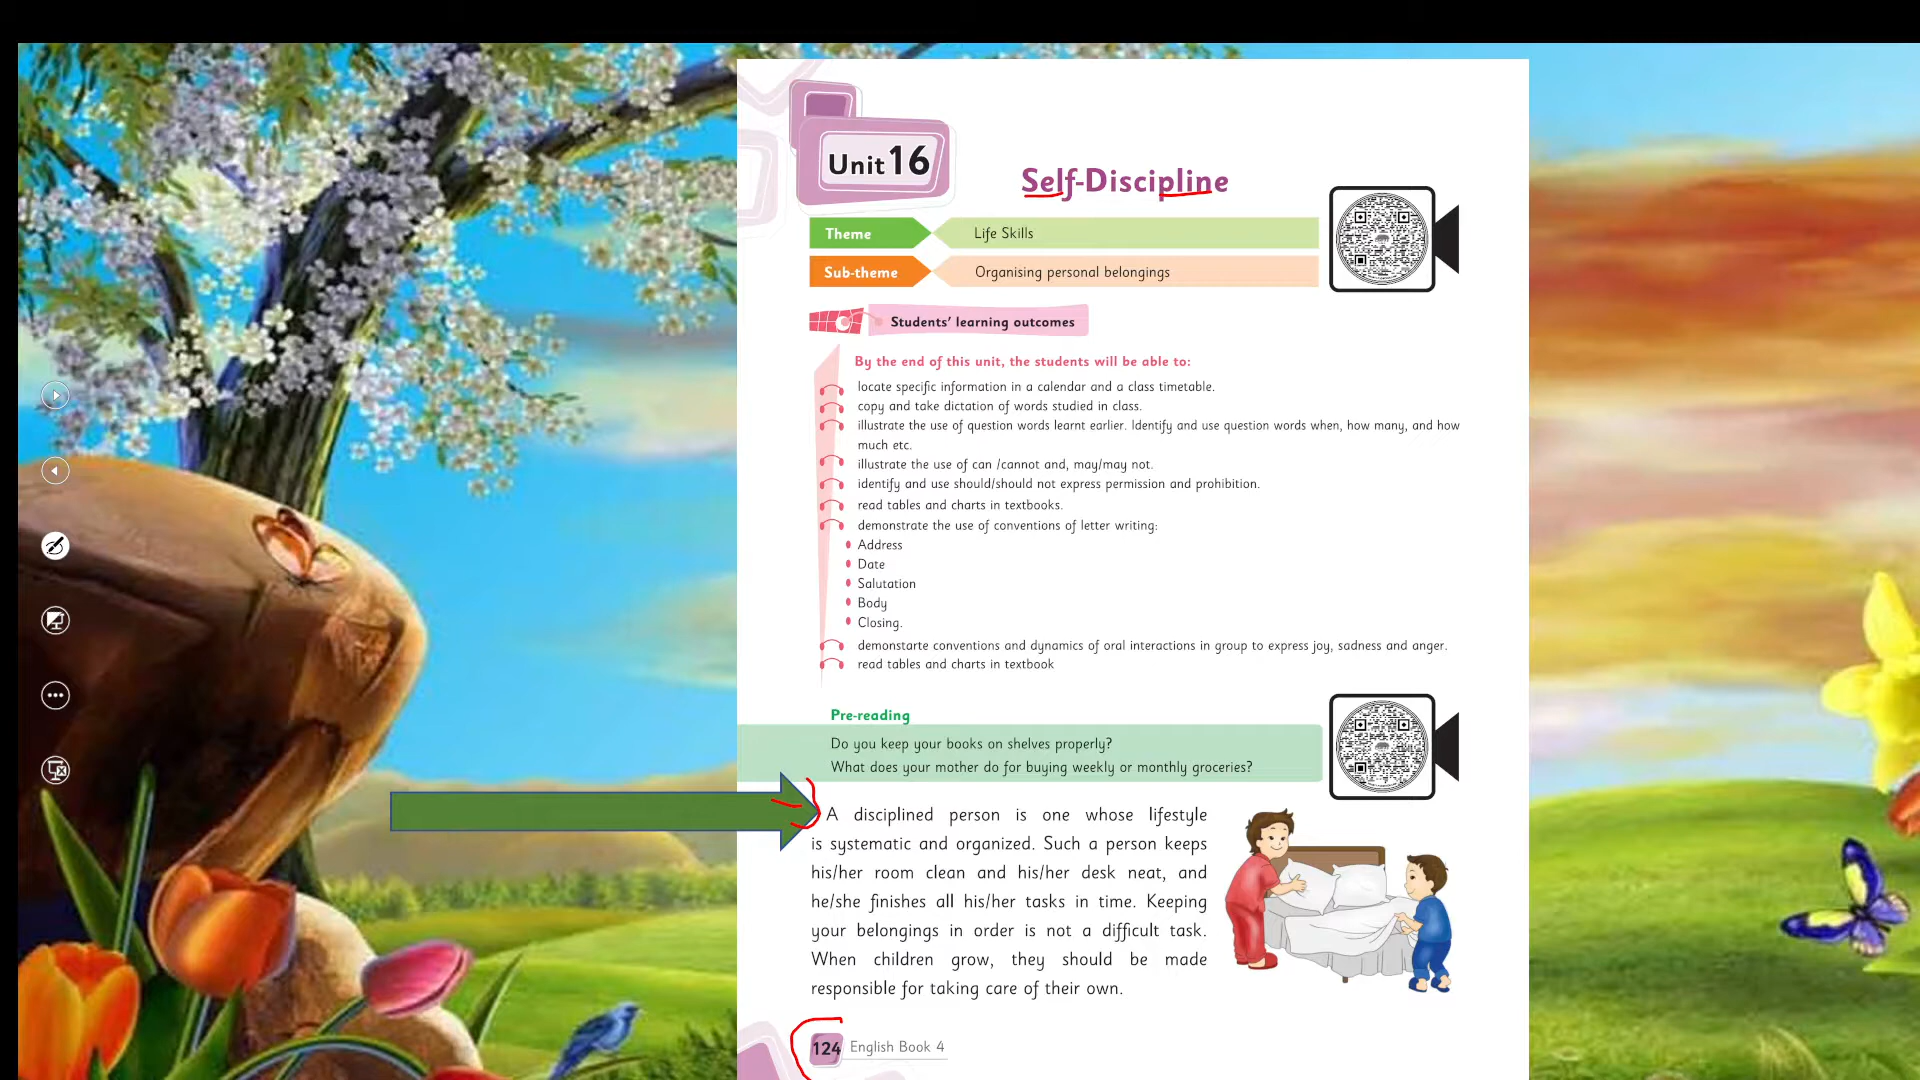 Unit 16
Self-Discipline
Theme Life Skills
Sub-theme Organising personal belongings
Students' learning outcomes
By the end of this unit, the students will be able to:
locate specific information in a calendar and a class timetable.
copy and take dictation of words studied in class.
illustrate the use of question words learnt earlier. Identify and use question words when, how many, and how
much etc.
illustrate the use of can /cannot and, may/may not.
identify and use should/should not express permission and prohibition.
read tables and charts in textbooks.
demonstrate the use of conventions of letter writing:
Address
Date
Salutation
Body
Closing.
demonstarte conventions and dynamics of oral interactions in group to express joy, sadness and anger.
read tables and charts in textbook
Pre-reading
Do you keep your books on shelves properly?
What does your mother do for buying weekly or monthly groceries?
A disciplined person is one whose lifestyle
is systematic and organized. Such a person keeps
his/her room clean and his/her desk neat, and
he/she finishes all his/her tasks in time. Keeping
your belongings in order is not a difficult task.
When children grow, they should be made
responsible for taking care of their own.
124 English Book 4